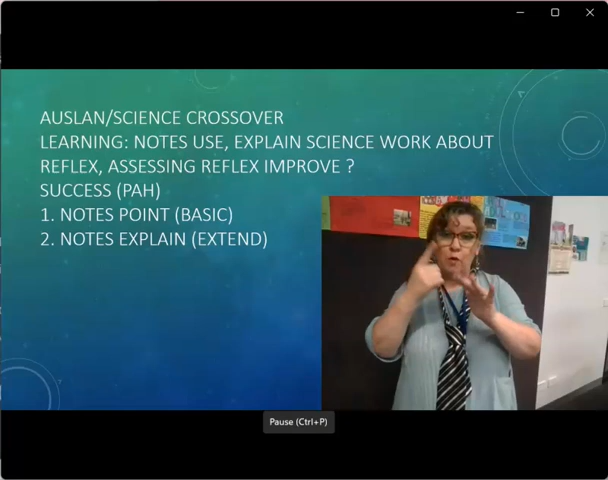 AUSLAN/SCIENCE CROSSOVER
LEARNING: NOTES USE, EXPLAIN SCIENCE WORK ABOUT
REFLEX, ASSESSING REFLEX IMPROVE ?
SUCCESS (PAH)
1. NOTES POINT (BASIC)
2. NOTES EXPLAIN (EXTEND)
Pause (Ctrl+P)